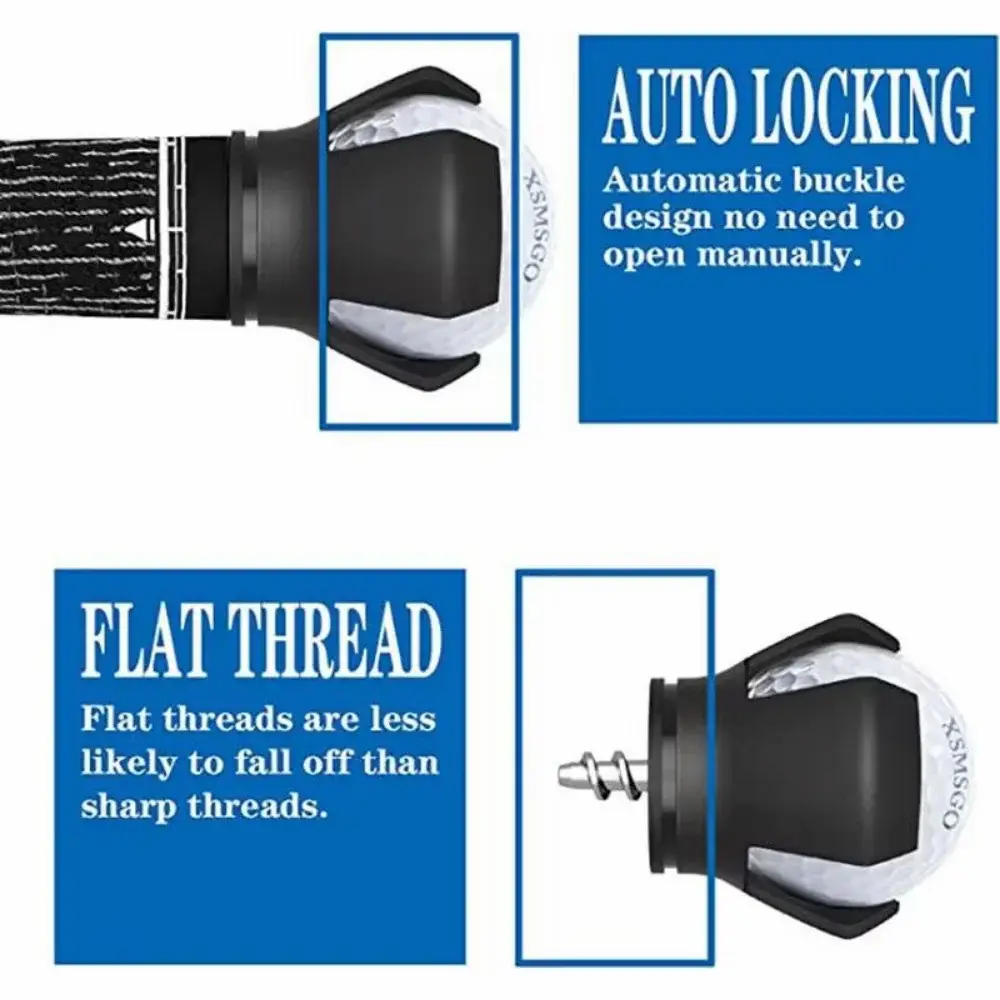 AUTO LOCKING
Automatic buckle
design no need to
open manually.
XSMSGO
FLAT THREAD
Flat threads are less
likely to fall off than
sharp threads.
XSMSGO